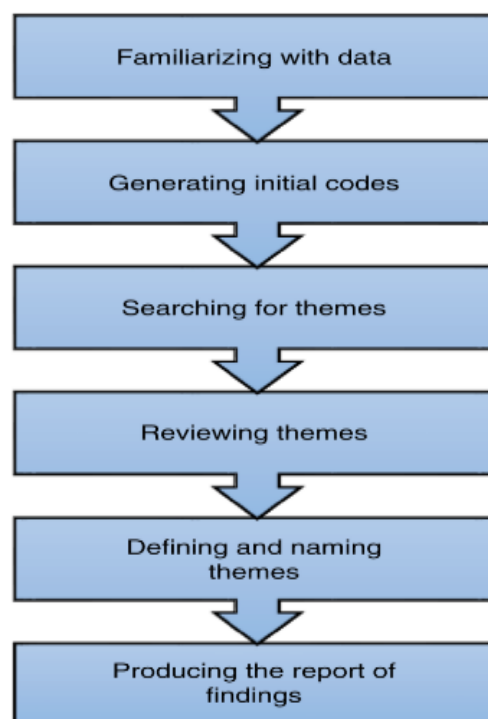 Familiarizing with data
Generating initial codes
Searching for themes
Reviewing themes
Defining and naming
themes
Producing the report of
findings